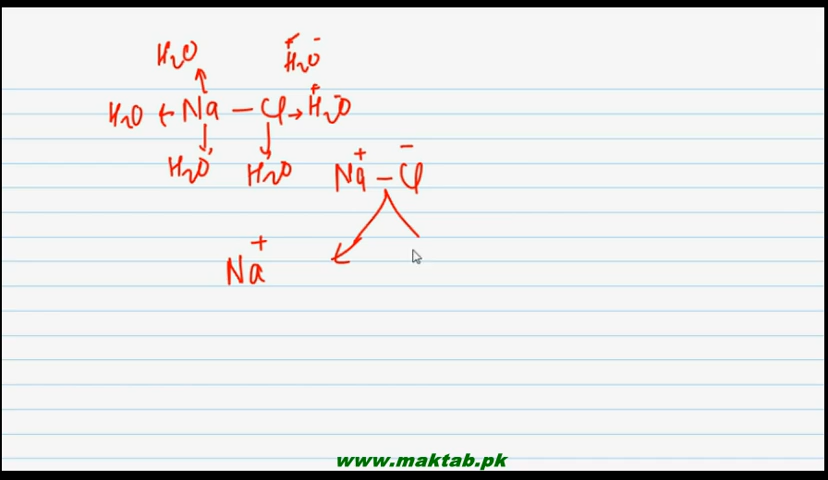 H₂O H₂O
+ -
H₂O ← Na — Cl → H₂O
+ -
H₂O H₂O Na — Cl
+ -
Na
+
www.maktab.pk